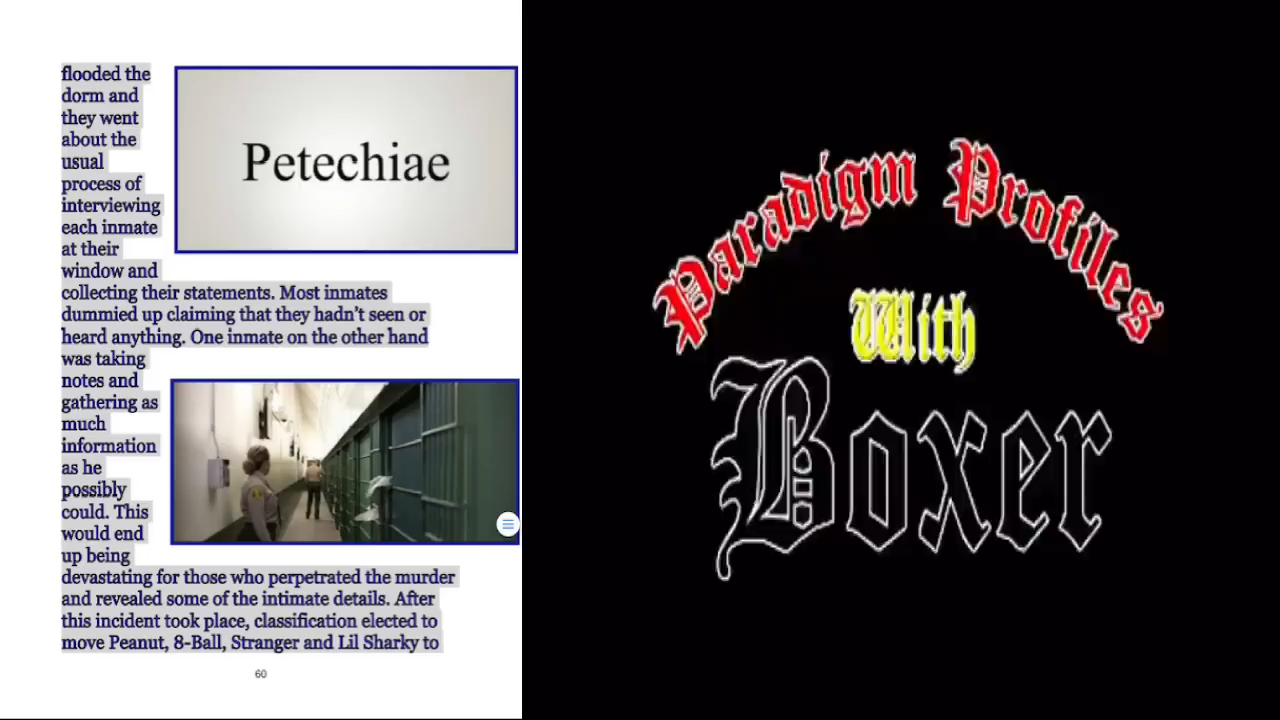 flooded the
dorm and
they went
about the
usual
process of
interviewing
each inmate
at their
window and
collecting their statements. Most inmates
dummied up claiming that they hadn't seen or
heard anything. One inmate on the other hand
was taking
notes and
gathering as
much
information
as he
possibly
could. This
would end
up being
devastating for those who perpetrated the murder
and revealed some of the intimate details. After
this incident took place, classification elected to
move Peanut, 8-Ball, Stranger and Lil Sharky to
60
Petechiae
Paradigm Profiles
With
Boxer